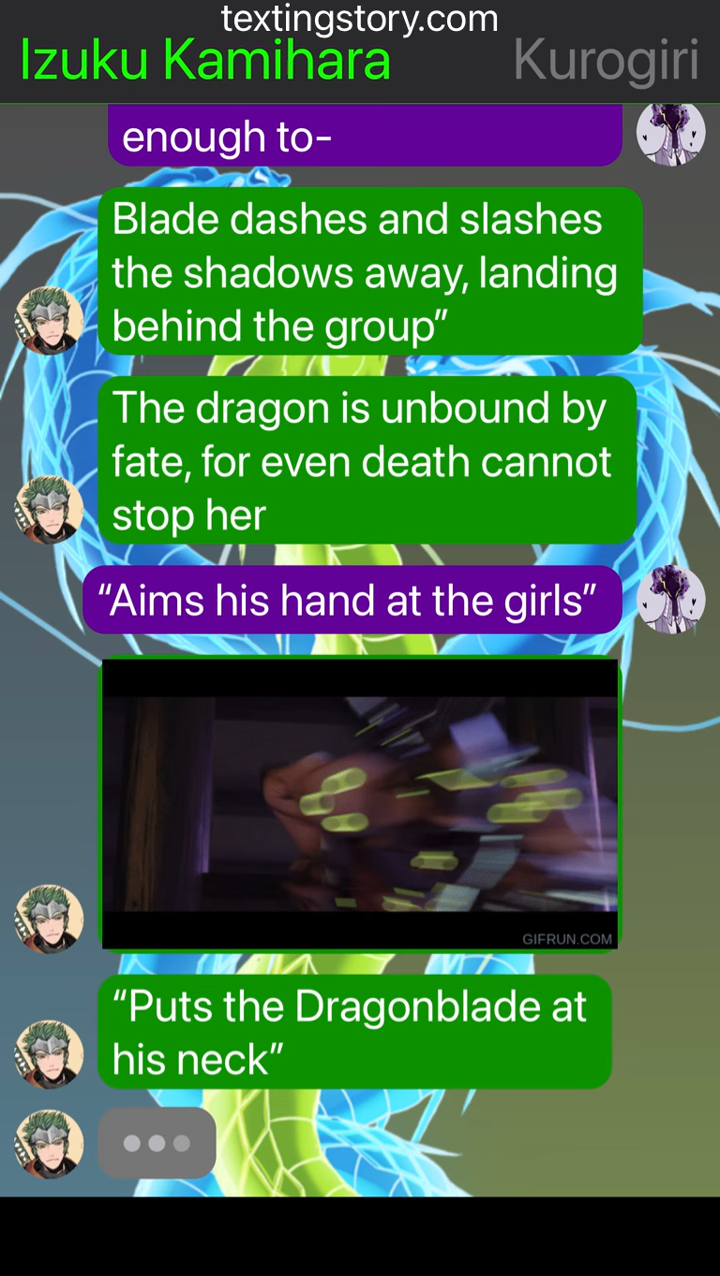 textingstory.com
Izuku Kamihara Kurogiri
enough to-
Blade dashes and slashes
the shadows away, landing
behind the group”
The dragon is unbound by
fate, for even death cannot
stop her
“Aims his hand at the girls”
GIFRUN.COM
“Puts the Dragonblade at
his neck”